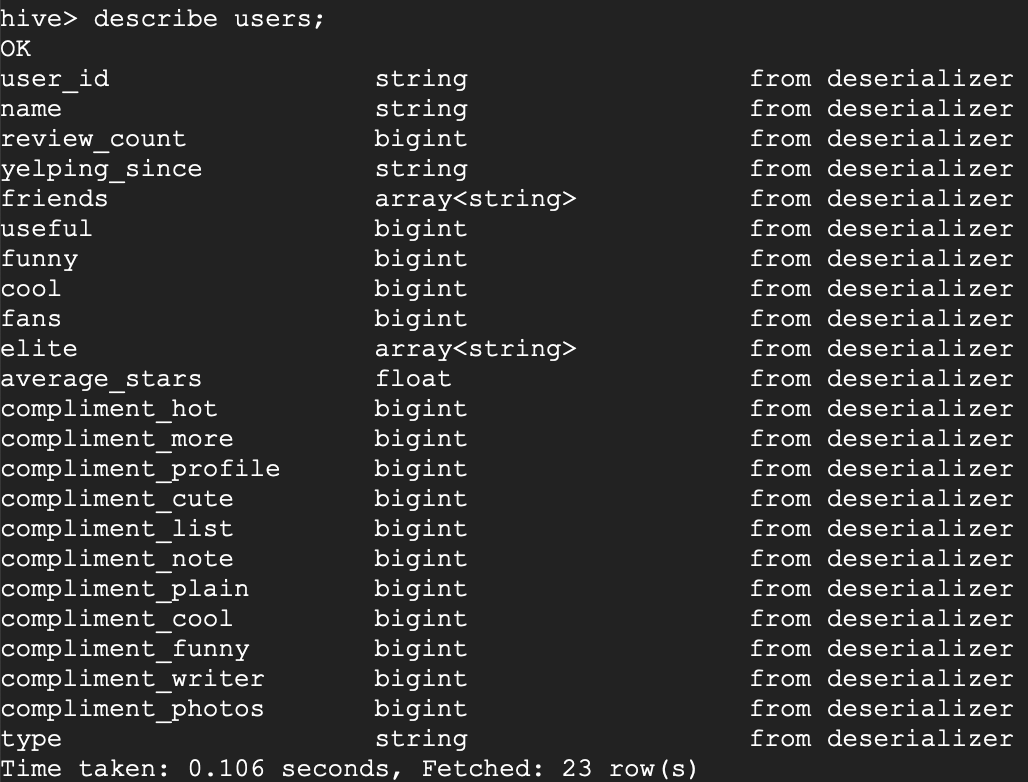 hive> describe users;
OK
user_id string from deserializer
name string from deserializer
review_count bigint from deserializer
yelping_since string from deserializer
friends array<string> from deserializer
useful bigint from deserializer
funny bigint from deserializer
cool bigint from deserializer
fans bigint from deserializer
elite array<string> from deserializer
average_stars float from deserializer
compliment_hot bigint from deserializer
compliment_more bigint from deserializer
compliment_profile bigint from deserializer
compliment_cute bigint from deserializer
compliment_list bigint from deserializer
compliment_note bigint from deserializer
compliment_plain bigint from deserializer
compliment_cool bigint from deserializer
compliment_funny bigint from deserializer
compliment_writer bigint from deserializer
compliment_photos bigint from deserializer
type string from deserializer
Time taken: 0.106 seconds, Fetched: 23 row(s)